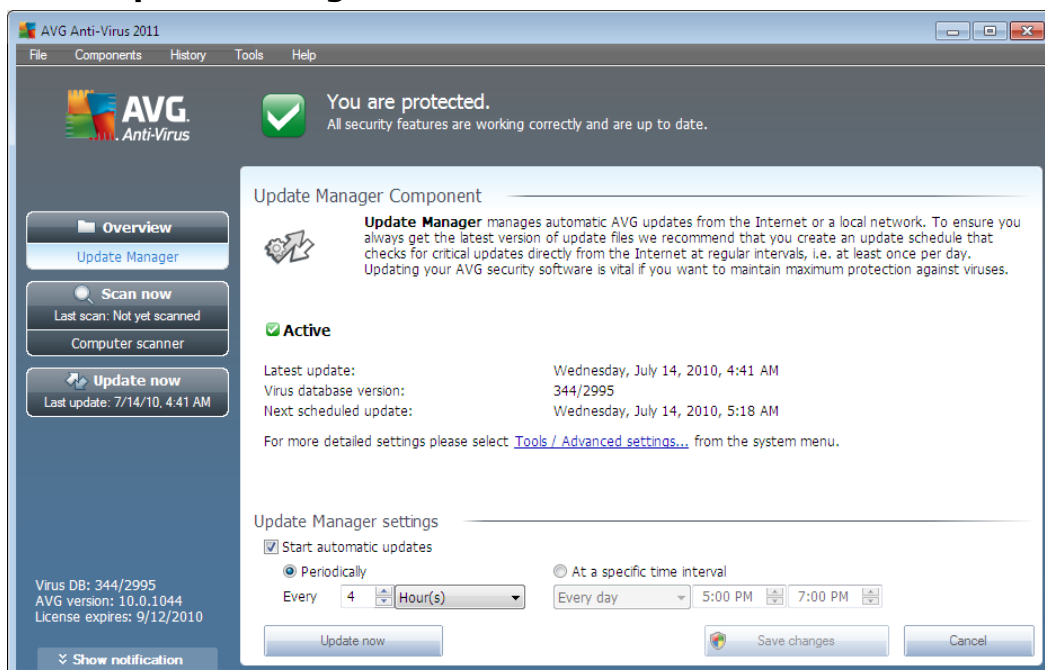 AVG Anti-Virus 2011
File Components History Tools Help
AVG.
Anti-Virus
You are protected.
All security features are working correctly and are up to date.
Overview
Update Manager
Scan now
Last scan: Not yet scanned
Computer scanner
Update now
Last update: 7/14/10, 4:41 AM
Virus DB: 344/2995
AVG version: 10.0.1044
License expires: 9/12/2010
Show notification
Update Manager Component
Update Manager manages automatic AVG updates from the Internet or a local network. To ensure you
always get the latest version of update files we recommend that you create an update schedule that
checks for critical updates directly from the Internet at regular intervals, i.e. at least once per day.
Updating your AVG security software is vital if you want to maintain maximum protection against viruses.
Active
Latest update: Wednesday, July 14, 2010, 4:41 AM
Virus database version: 344/2995
Next scheduled update: Wednesday, July 14, 2010, 5:18 AM
For more detailed settings please select Tools / Advanced settings... from the system menu.
Update Manager settings
Start automatic updates
Periodically At a specific time interval
Every 4 Hour(s) Every day 5:00 PM 7:00 PM
Update now Save changes Cancel